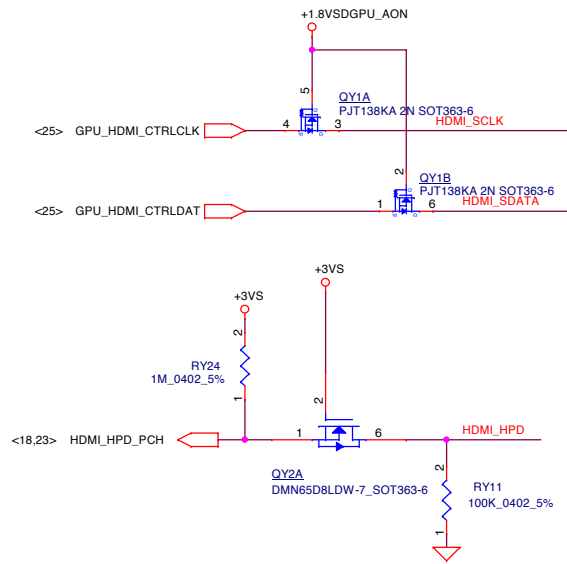 +1.8VSDGPU_AON
5
QY1A
PJT138KA 2N SOT363-6
G
<25> GPU_HDMI_CTRLCLK
4
S
D
3
HDMI_SCLK
2
QY1B
PJT138KA 2N SOT363-6
G
<25> GPU_HDMI_CTRLDAT
1
S
D
6
HDMI_SDATA
+3VS
+3VS
2
RY24
1M_0402_5%
1
2
<18,23> HDMI_HPD_PCH
1
6
HDMI_HPD
QY2A
DMN65D8LDW-7_SOT363-6
2
RY11
100K_0402_5%
1